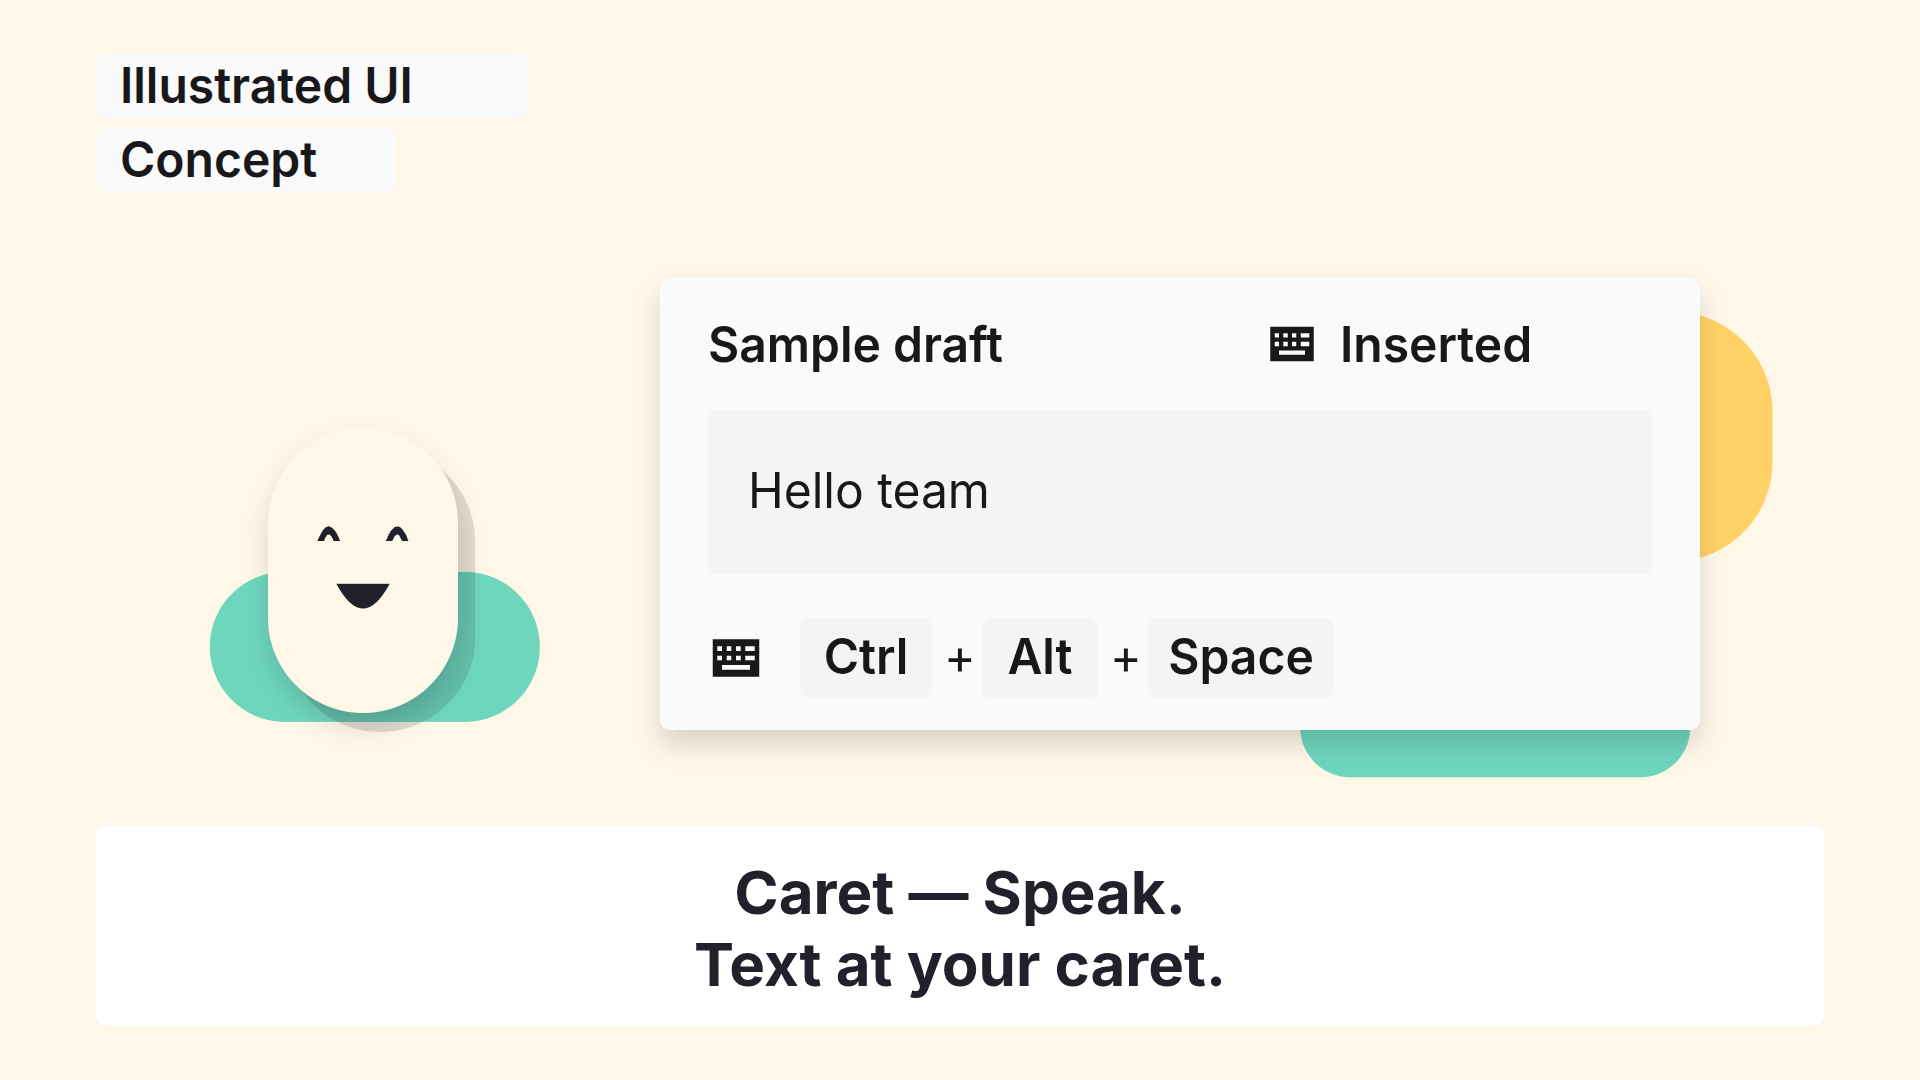 Illustrated UI
Concept
Sample draft
Inserted
Hello team
Ctrl + Alt + Space
Caret — Speak.
Text at your caret.